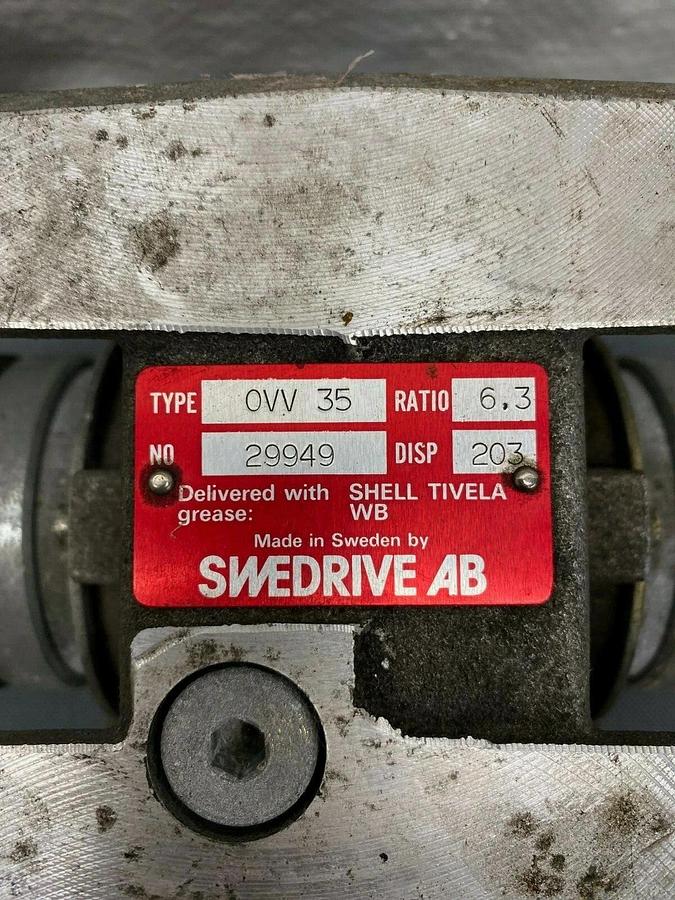 TYPE OVV 35 RATIO 6,3
NO 29949 DISP 203
Delivered with SHELL TIVELA
grease: WB
Made in Sweden by
SWEDRIVE AB